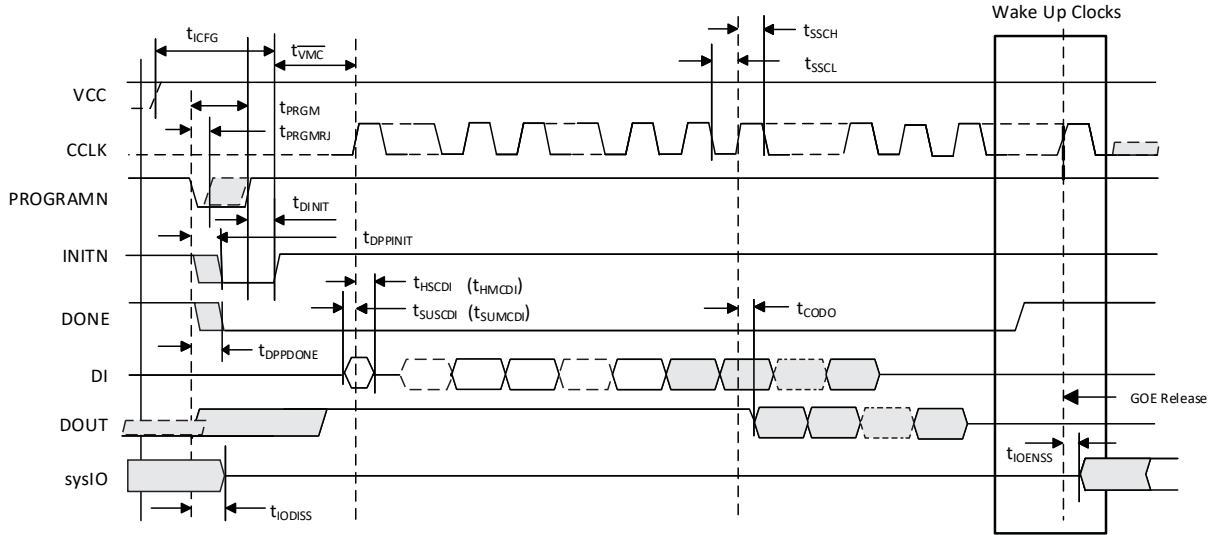 Wake Up Clocks
tICFG
tVMC
tSSCH
tSSCL
VCC
tPRGM
tPRGMRJ
CCLK
PROGRAMN
tDINIT
tDPPINIT
INITN
tHSCDI (tHMCDI)
tSUSCDI (tSUMCDI)
tCODO
DONE
tDPPDONE
DI
GOE Release
DOUT
tIOENSS
sysIO
tIODISS